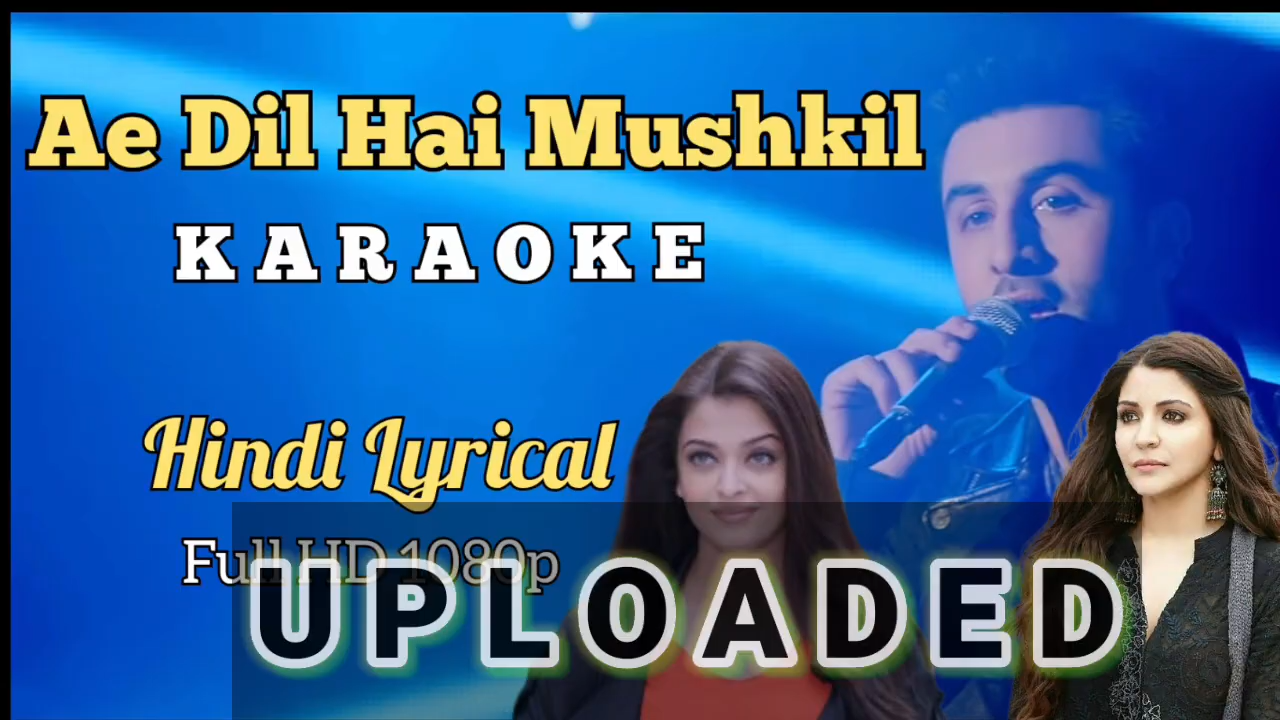 Ae Dil Hai Mushkil
KARAOKE
Hindi Lyrical
Full HD 1080p
UPLOADED